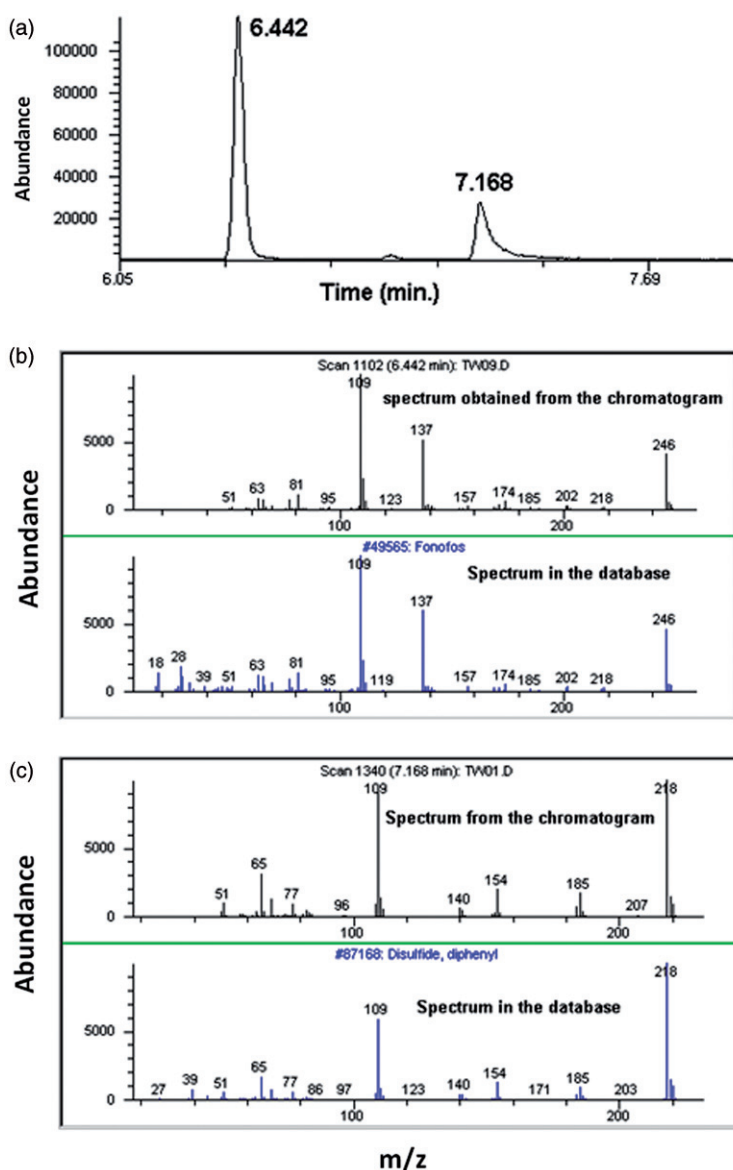 (a)
Abundance
100000
80000
60000
40000
20000
6.442
7.168
6.05
Time (min.)
7.69
(b)
Abundance
Scan 1102 (6.442 min): TW09.D
109
spectrum obtained from the chromatogram
137
246
5000
51 63 81 95 123 157 174 185 202 218
0
100 200
#49565: Fonofos
109
Spectrum in the database
137
246
5000
18 28 39 51 63 81 95 119 157 174 185 202 218
0
100 200
(c)
Abundance
Scan 1340 (7.168 min): TW01.D
109 218
Spectrum from the chromatogram
5000
51 65 77 96 140 154 185 207
0
100 200
#87168: Disulfide, diphenyl
218
109
Spectrum in the database
5000
27 39 51 65 77 86 97 123 140 154 171 185 203
0
100 200
m/z